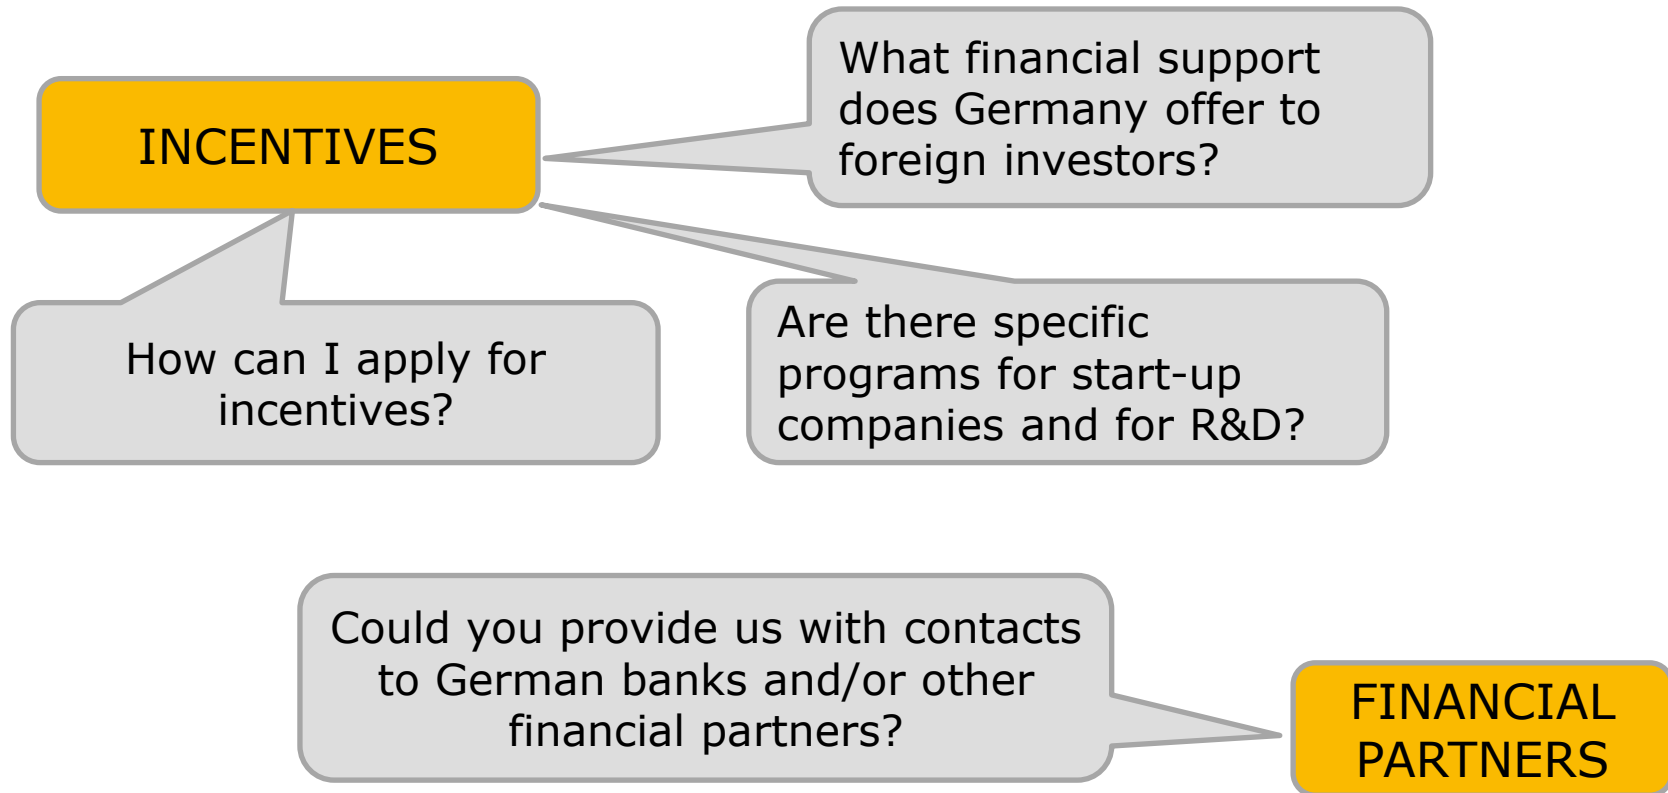 INCENTIVES
What financial support
does Germany offer to
foreign investors?
How can I apply for
incentives?
Are there specific
programs for start-up
companies and for R&D?
Could you provide us with contacts
to German banks and/or other
financial partners?
FINANCIAL
PARTNERS